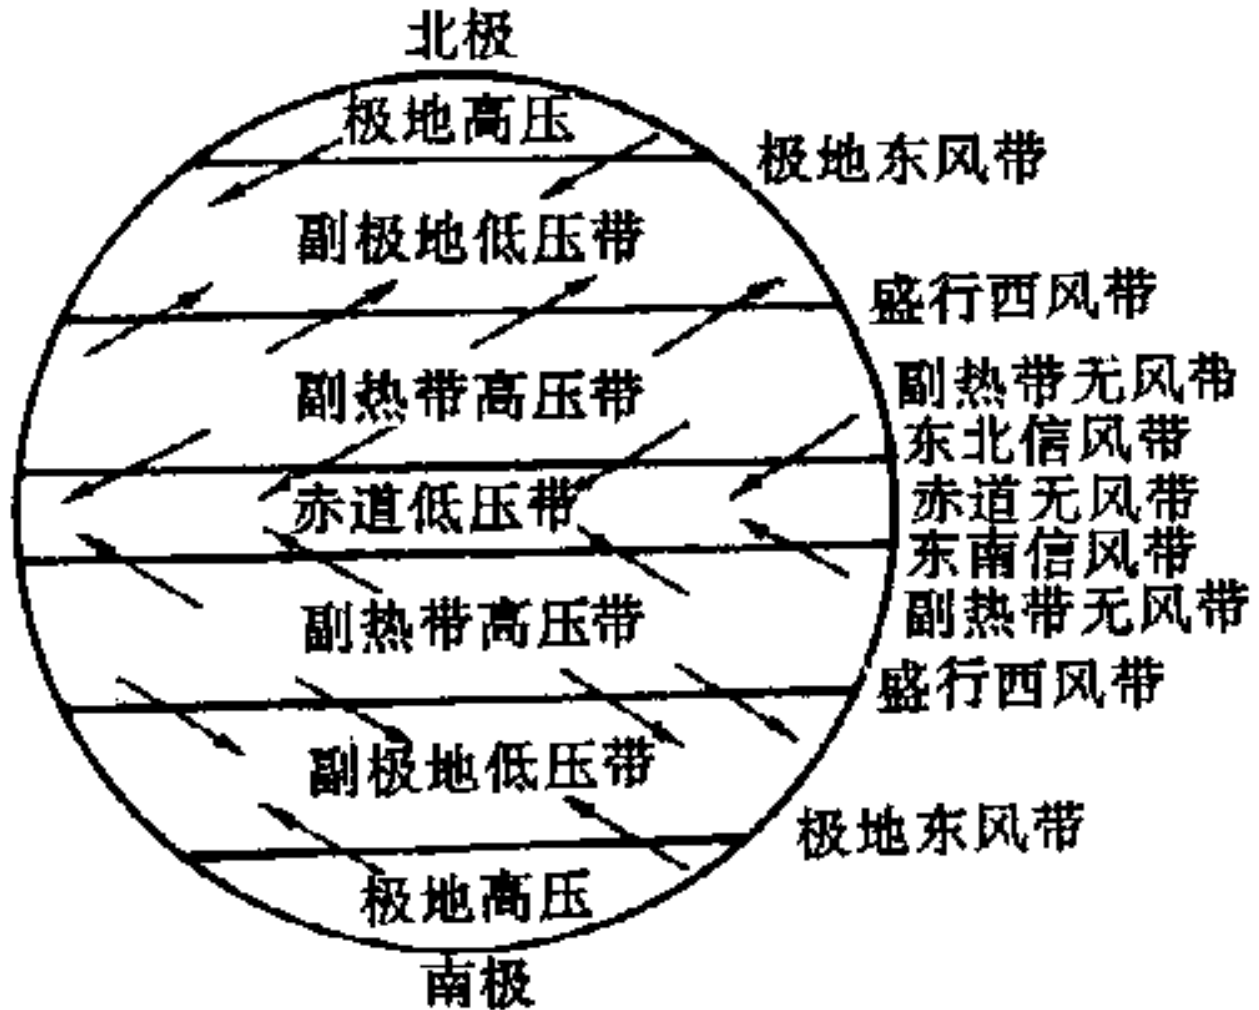 北极
极地高压
极地东风带
副极地低压带
盛行西风带
副热带高压带
副热带无风带
东北信风带
赤道低压带
赤道无风带
东南信风带
副热带高压带
副热带无风带
盛行西风带
副极地低压带
极地东风带
极地高压
南极